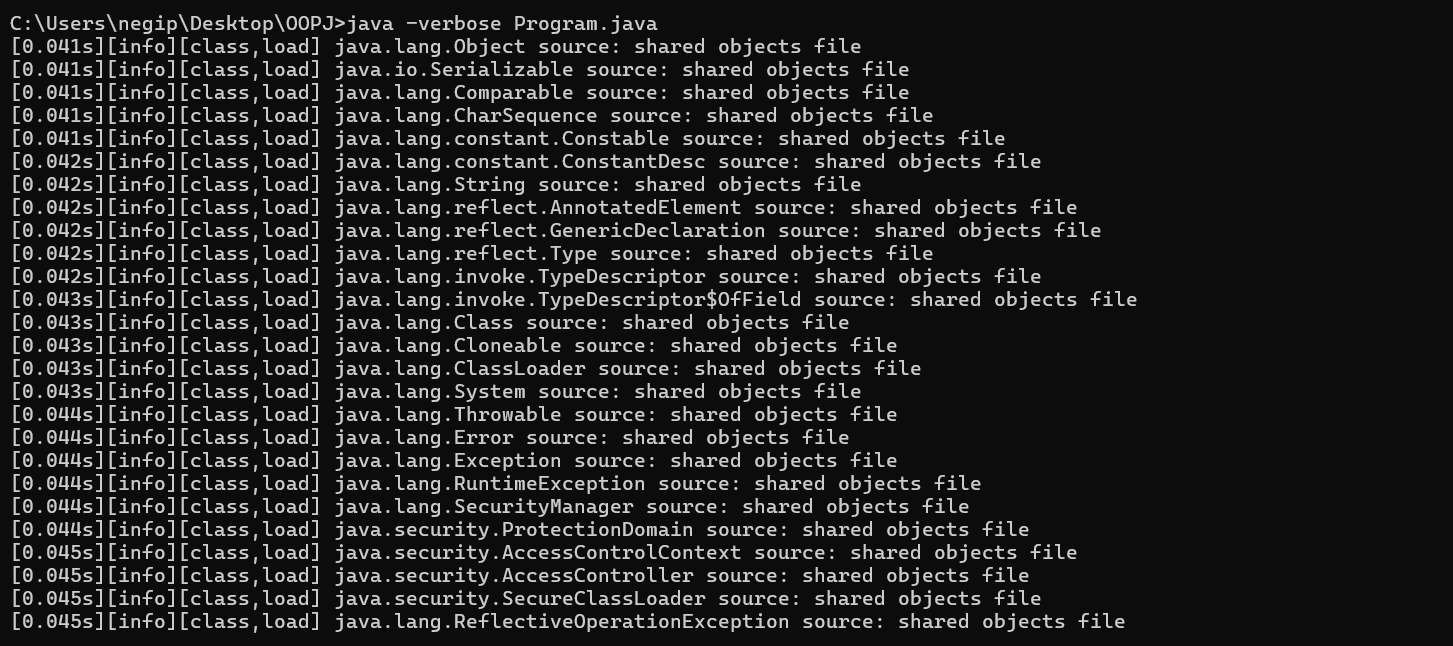 C:\Users\negip\Desktop\OOPJ>java -verbose Program.java
[0.041s][info][class,load] java.lang.Object source: shared objects file
[0.041s][info][class,load] java.io.Serializable source: shared objects file
[0.041s][info][class,load] java.lang.Comparable source: shared objects file
[0.041s][info][class,load] java.lang.CharSequence source: shared objects file
[0.041s][info][class,load] java.lang.constant.Constable source: shared objects file
[0.042s][info][class,load] java.lang.constant.ConstantDesc source: shared objects file
[0.042s][info][class,load] java.lang.String source: shared objects file
[0.042s][info][class,load] java.lang.reflect.AnnotatedElement source: shared objects file
[0.042s][info][class,load] java.lang.reflect.GenericDeclaration source: shared objects file
[0.042s][info][class,load] java.lang.reflect.Type source: shared objects file
[0.042s][info][class,load] java.lang.invoke.TypeDescriptor source: shared objects file
[0.043s][info][class,load] java.lang.invoke.TypeDescriptor$OfField source: shared objects file
[0.043s][info][class,load] java.lang.Class source: shared objects file
[0.043s][info][class,load] java.lang.Cloneable source: shared objects file
[0.043s][info][class,load] java.lang.ClassLoader source: shared objects file
[0.043s][info][class,load] java.lang.System source: shared objects file
[0.044s][info][class,load] java.lang.Throwable source: shared objects file
[0.044s][info][class,load] java.lang.Error source: shared objects file
[0.044s][info][class,load] java.lang.Exception source: shared objects file
[0.044s][info][class,load] java.lang.RuntimeException source: shared objects file
[0.044s][info][class,load] java.lang.SecurityManager source: shared objects file
[0.044s][info][class,load] java.security.ProtectionDomain source: shared objects file
[0.045s][info][class,load] java.security.AccessControlContext source: shared objects file
[0.045s][info][class,load] java.security.AccessController source: shared objects file
[0.045s][info][class,load] java.security.SecureClassLoader source: shared objects file
[0.045s][info][class,load] java.lang.ReflectiveOperationException source: shared objects file